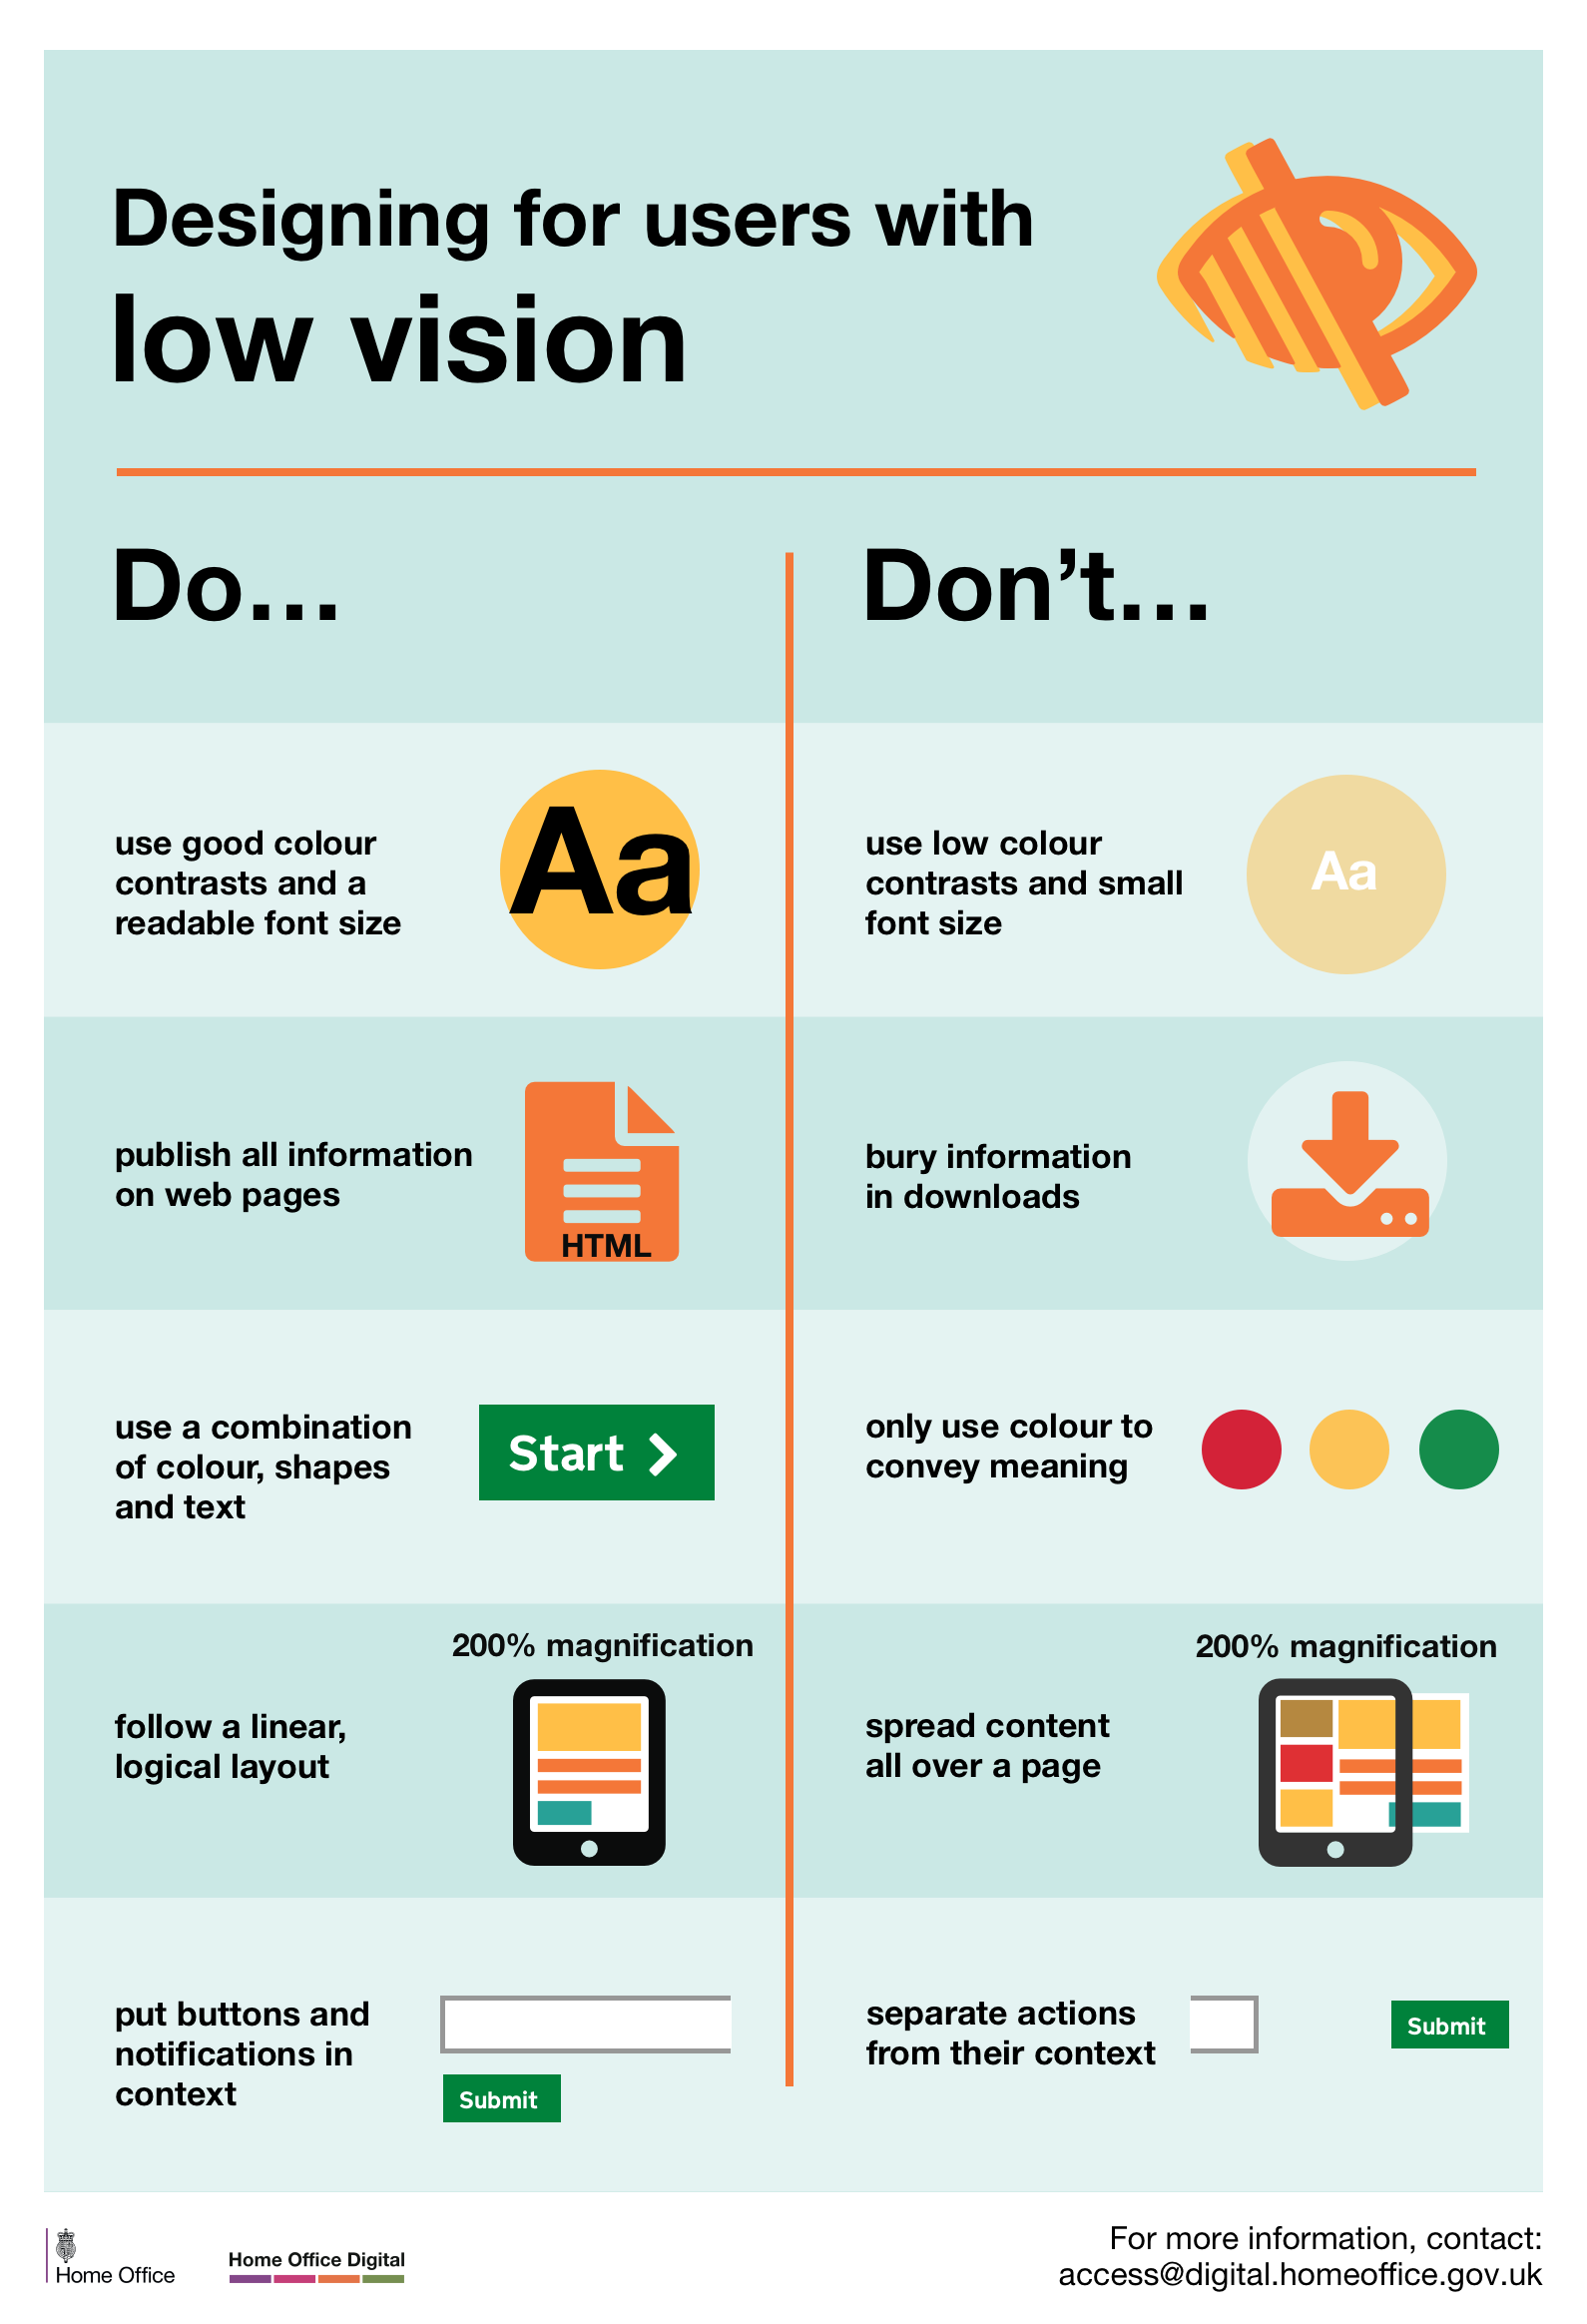 Designing for users with
low vision
Do…
Don’t…
use good colour
contrasts and a
readable font size
Aa
use low colour
contrasts and small
font size
Aa
publish all information
on web pages
HTML
bury information
in downloads
use a combination
of colour, shapes
and text
Start
only use colour to
convey meaning
follow a linear,
logical layout
200% magnification
spread content
all over a page
200% magnification
put buttons and
notifications in
context
Submit
separate actions
from their context
Submit
Home Office
Home Office Digital
For more information, contact:
access@digital.homeoffice.gov.uk